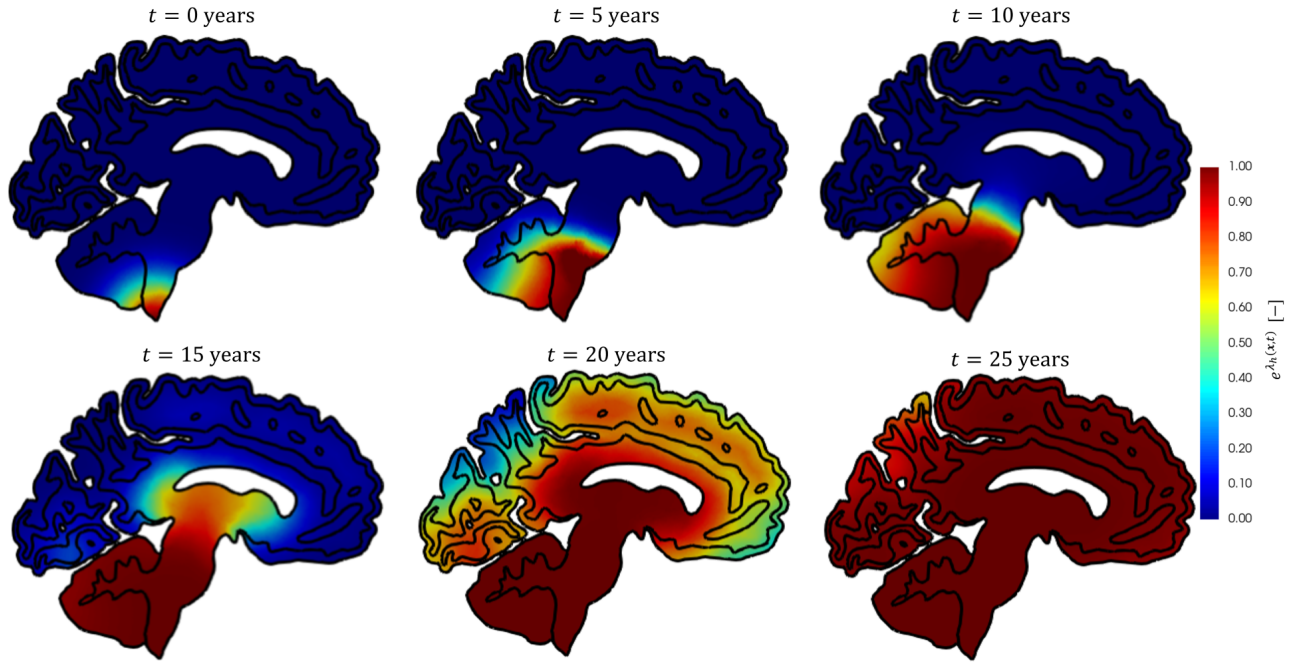 t = 0 years
t = 5 years
t = 10 years
t = 15 years
t = 20 years
t = 25 years
1.00
0.90
0.80
0.70
0.60
0.50
0.40
0.30
0.20
0.10
0.00
e^{λ_h(x,t)} [−]